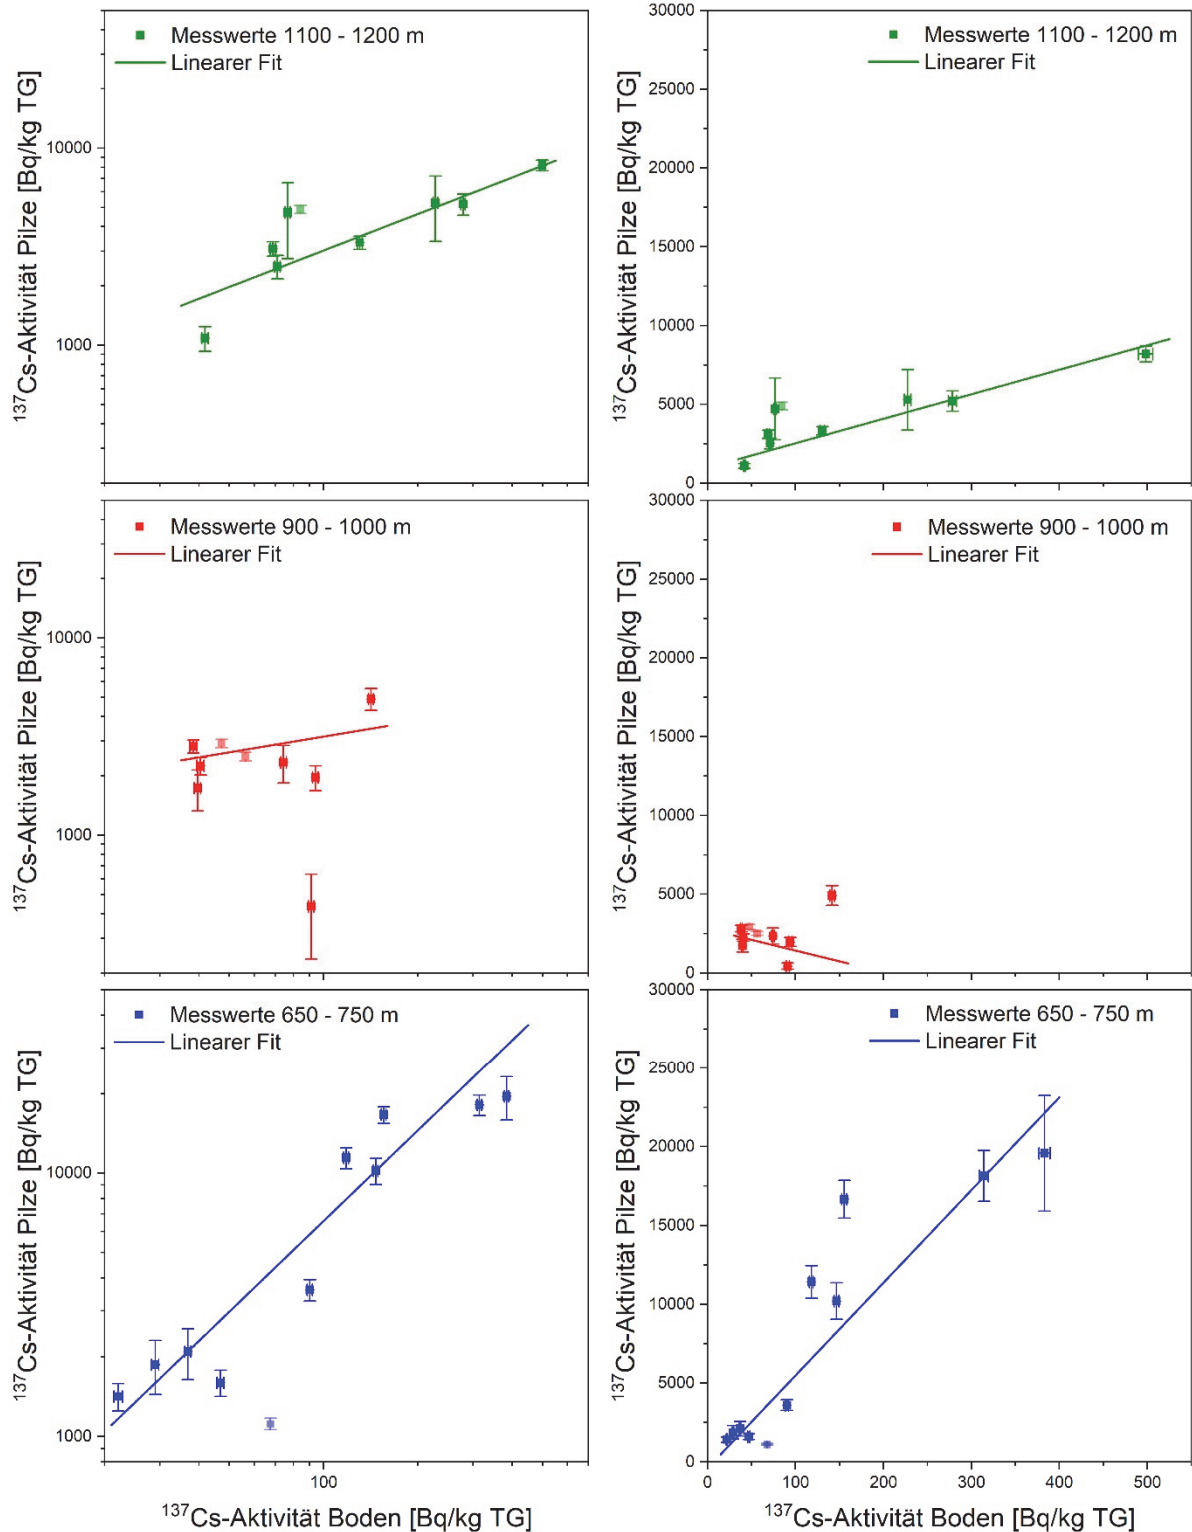 Messwerte 1100 - 1200 m
Linearer Fit
10000
1000
¹³⁷Cs-Aktivität Pilze [Bq/kg TG]
30000
Messwerte 1100 - 1200 m
Linearer Fit
25000
20000
15000
10000
5000
0
¹³⁷Cs-Aktivität Pilze [Bq/kg TG]
Messwerte 900 - 1000 m
Linearer Fit
10000
1000
¹³⁷Cs-Aktivität Pilze [Bq/kg TG]
30000
Messwerte 900 - 1000 m
Linearer Fit
25000
20000
15000
10000
5000
0
¹³⁷Cs-Aktivität Pilze [Bq/kg TG]
Messwerte 650 - 750 m
Linearer Fit
10000
1000
¹³⁷Cs-Aktivität Pilze [Bq/kg TG]
100
¹³⁷Cs-Aktivität Boden [Bq/kg TG]
30000
Messwerte 650 - 750 m
Linearer Fit
25000
20000
15000
10000
5000
0
¹³⁷Cs-Aktivität Pilze [Bq/kg TG]
0 100 200 300 400 500
¹³⁷Cs-Aktivität Boden [Bq/kg TG]